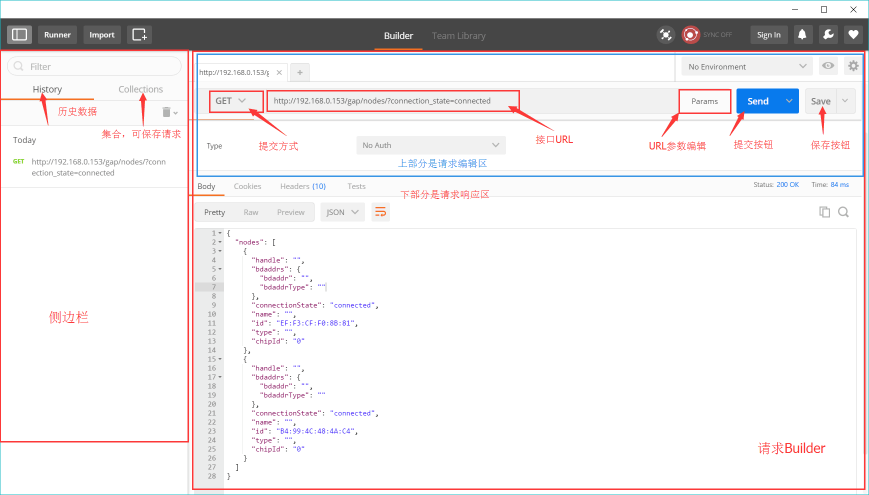 Runner
Import
Builder
Team Library
SYNC OFF
Sign In
Filter
History
Collections
历史数据
集合，可保存请求
Today
GET http://192.168.0.153/gap/nodes/?conn
ection_state=connected
侧边栏
http://192.168.0.153/g
No Environment
GET
http://192.168.0.153/gap/nodes/?connection_state=connected
Params
Send
Save
提交方式
接口URL
URL参数编辑
提交按钮
保存按钮
Type
No Auth
上部分是请求编辑区
Body
Cookies
Headers (10)
Tests
下部分是请求响应区
Status: 200 OK
Time: 84 ms
Pretty
Raw
Preview
JSON
1 {
2 "nodes": [
3 {
4 "handle": "",
5 "bdaddrs": {
6 "bdaddr": "",
7 "bdaddrType": ""
8 },
9 "connectionState": "connected",
10 "name": "",
11 "id": "EF:F3:CF:F0:8B:81",
12 "type": "",
13 "chipId": "0"
14 },
15 {
16 "handle": "",
17 "bdaddrs": {
18 "bdaddr": "",
19 "bdaddrType": ""
20 },
21 "connectionState": "connected",
22 "name": "",
23 "id": "B4:99:4C:48:4A:C4",
24 "type": "",
25 "chipId": "0"
26 }
27 ]
28 }
请求Builder